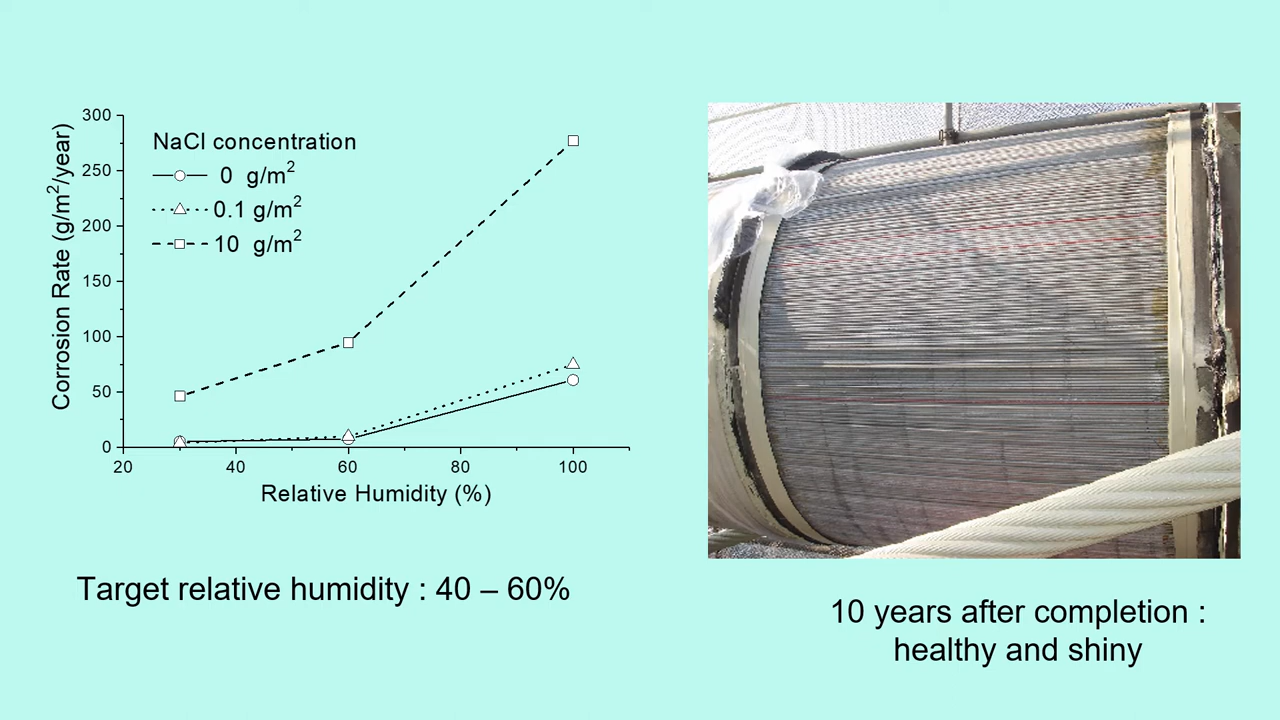 300
250
200
150
100
50
0
Corrosion Rate (g/m²/year)
NaCl concentration
0 g/m²
0.1 g/m²
10 g/m²
20 40 60 80 100
Relative Humidity (%)
Target relative humidity : 40 – 60%
10 years after completion :
healthy and shiny